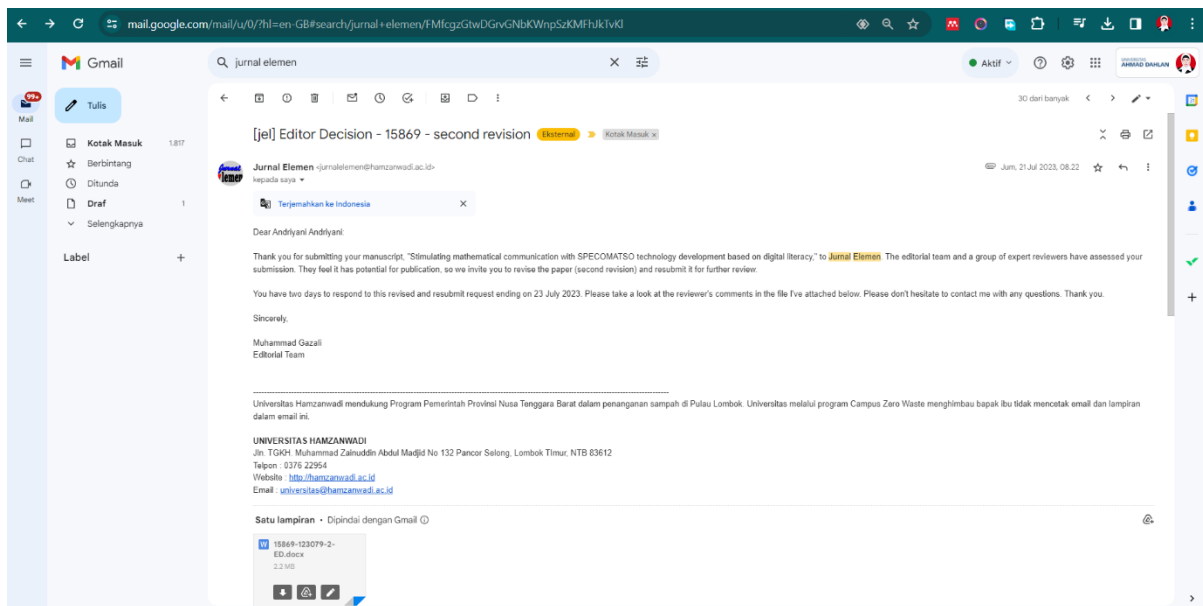 mail.google.com/mail/u/0/?hl=en-GB#search/jurnal+elemen/FMfcgzGtwDGrvGNbKWnpSzKMFhJkTvKl
Gmail
jurnal elemen
Aktif
UNIVERSITAS
AHMAD DAHLAN
99+
Mail
Chat
Meet
Tulis
Kotak Masuk 1.817
Berbintang
Ditunda
Draf 1
Selengkapnya
Label
30 dari banyak
[jel] Editor Decision - 15869 - second revision Eksternal Kotak Masuk x
Jurnal Elemen <jurnalelemen@hamzanwadi.ac.id>
kepada saya
Jum, 21 Jul 2023, 08.22
Terjemahkan ke Indonesia
Dear Andriyani Andriyani:
Thank you for submitting your manuscript, "Stimulating mathematical communication with SPECOMATSO technology development based on digital literacy," to Jurnal Elemen. The editorial team and a group of expert reviewers have assessed your
submission. They feel it has potential for publication, so we invite you to revise the paper (second revision) and resubmit it for further review.
You have two days to respond to this revised and resubmit request ending on 23 July 2023. Please take a look at the reviewer's comments in the file I've attached below. Please don't hesitate to contact me with any questions. Thank you.
Sincerely,
Muhammad Gazali
Editorial Team
Universitas Hamzanwadi mendukung Program Pemerintah Provinsi Nusa Tenggara Barat dalam penanganan sampah di Pulau Lombok. Universitas melalui program Campus Zero Waste menghimbau bapak ibu tidak mencetak email dan lampiran
dalam email ini.
UNIVERSITAS HAMZANWADI
Jln. TGKH. Muhammad Zainuddin Abdul Madjid No 132 Pancor Selong, Lombok TImur, NTB 83612
Telpon : 0376 22954
Website : http://hamzanwadi.ac.id
Email : universitas@hamzanwadi.ac.id
Satu lampiran • Dipindai dengan Gmail
15869-123079-2-
ED.docx
2.2 MB